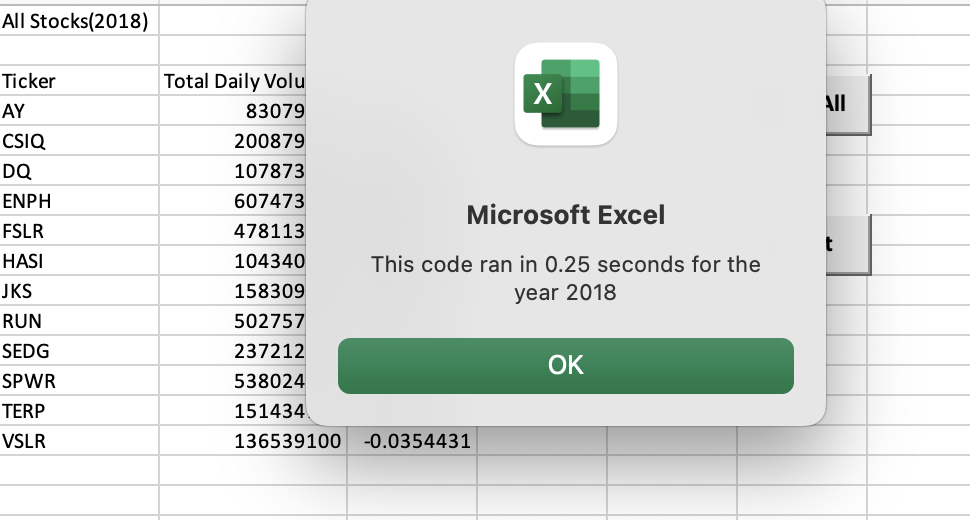 All Stocks(2018)
Ticker Total Daily Volu
AY 83079
CSIQ 200879
DQ 107873
ENPH 607473
FSLR 478113
HASI 104340
JKS 158309
RUN 502757
SEDG 237212
SPWR 538024
TERP 151434
VSLR 136539100 -0.0354431
X
Microsoft Excel
This code ran in 0.25 seconds for the
year 2018
OK
All
t